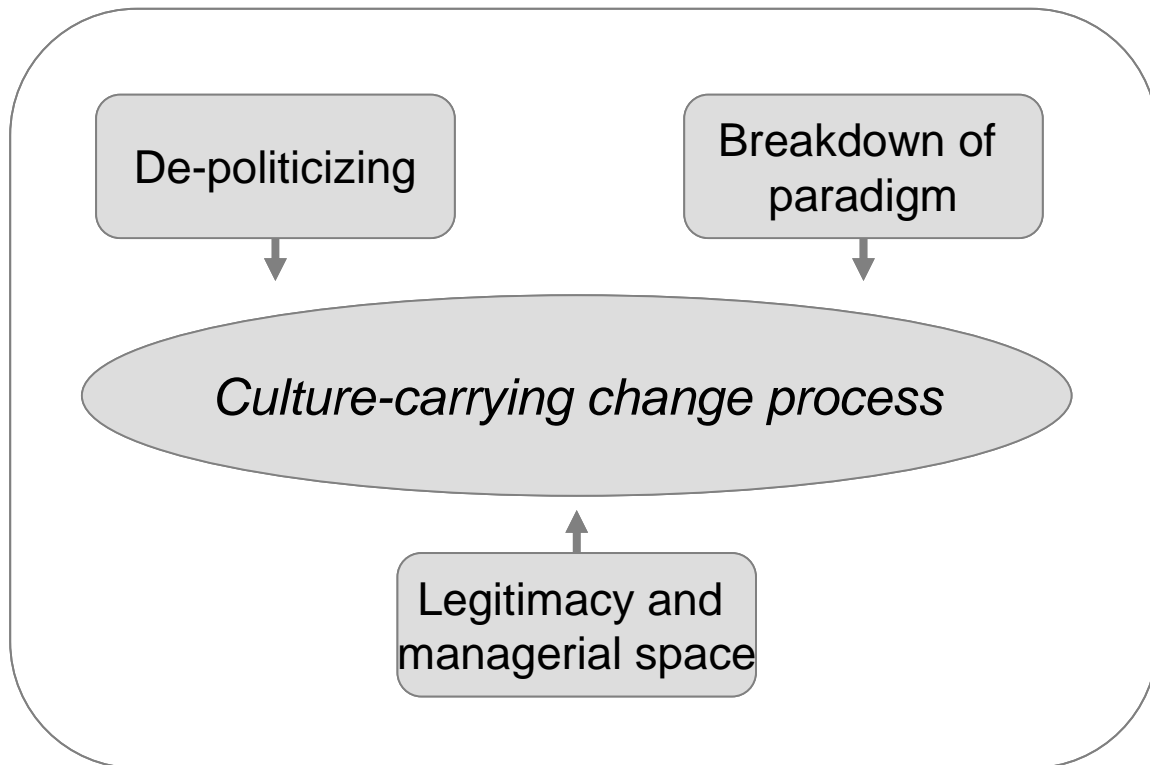 De-politicizing
Breakdown of
paradigm
Culture-carrying change process
Legitimacy and
managerial space